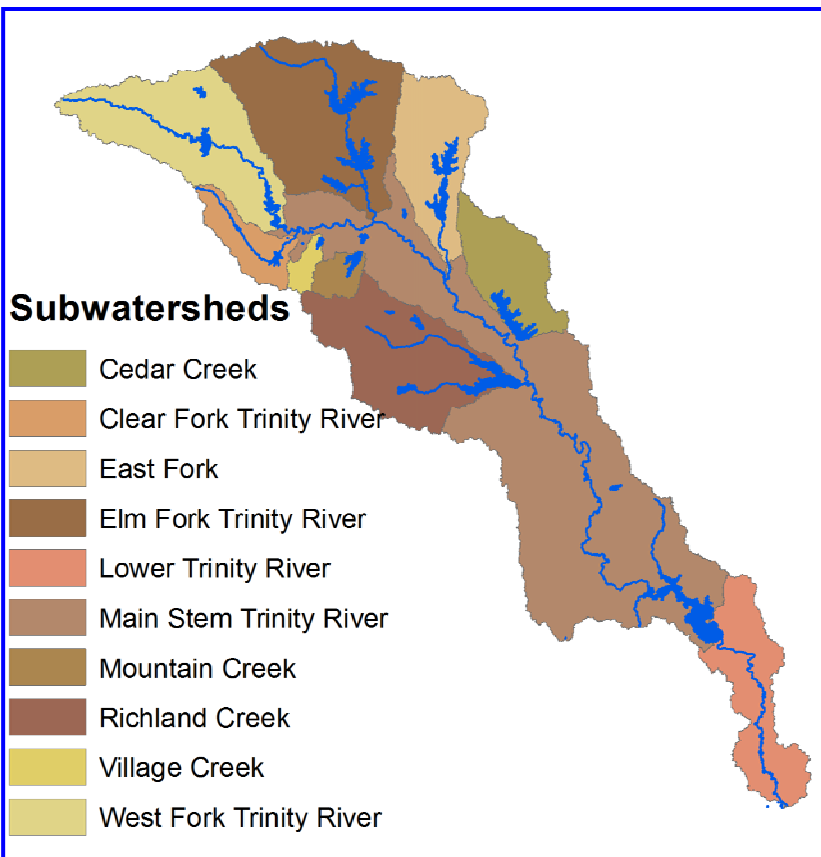 Subwatersheds
Cedar Creek
Clear Fork Trinity River
East Fork
Elm Fork Trinity River
Lower Trinity River
Main Stem Trinity River
Mountain Creek
Richland Creek
Village Creek
West Fork Trinity River